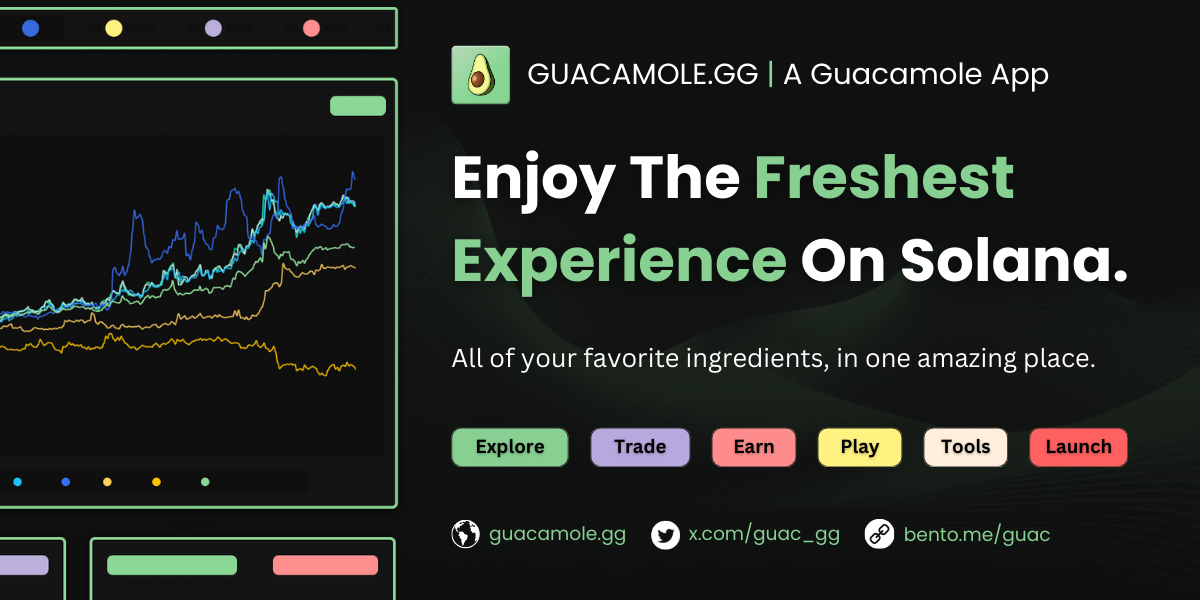 GUACAMOLE.GG | A Guacamole App
Enjoy The Freshest
Experience On Solana.
All of your favorite ingredients, in one amazing place.
Explore Trade Earn Play Tools Launch
guacamole.gg x.com/guac_gg bento.me/guac